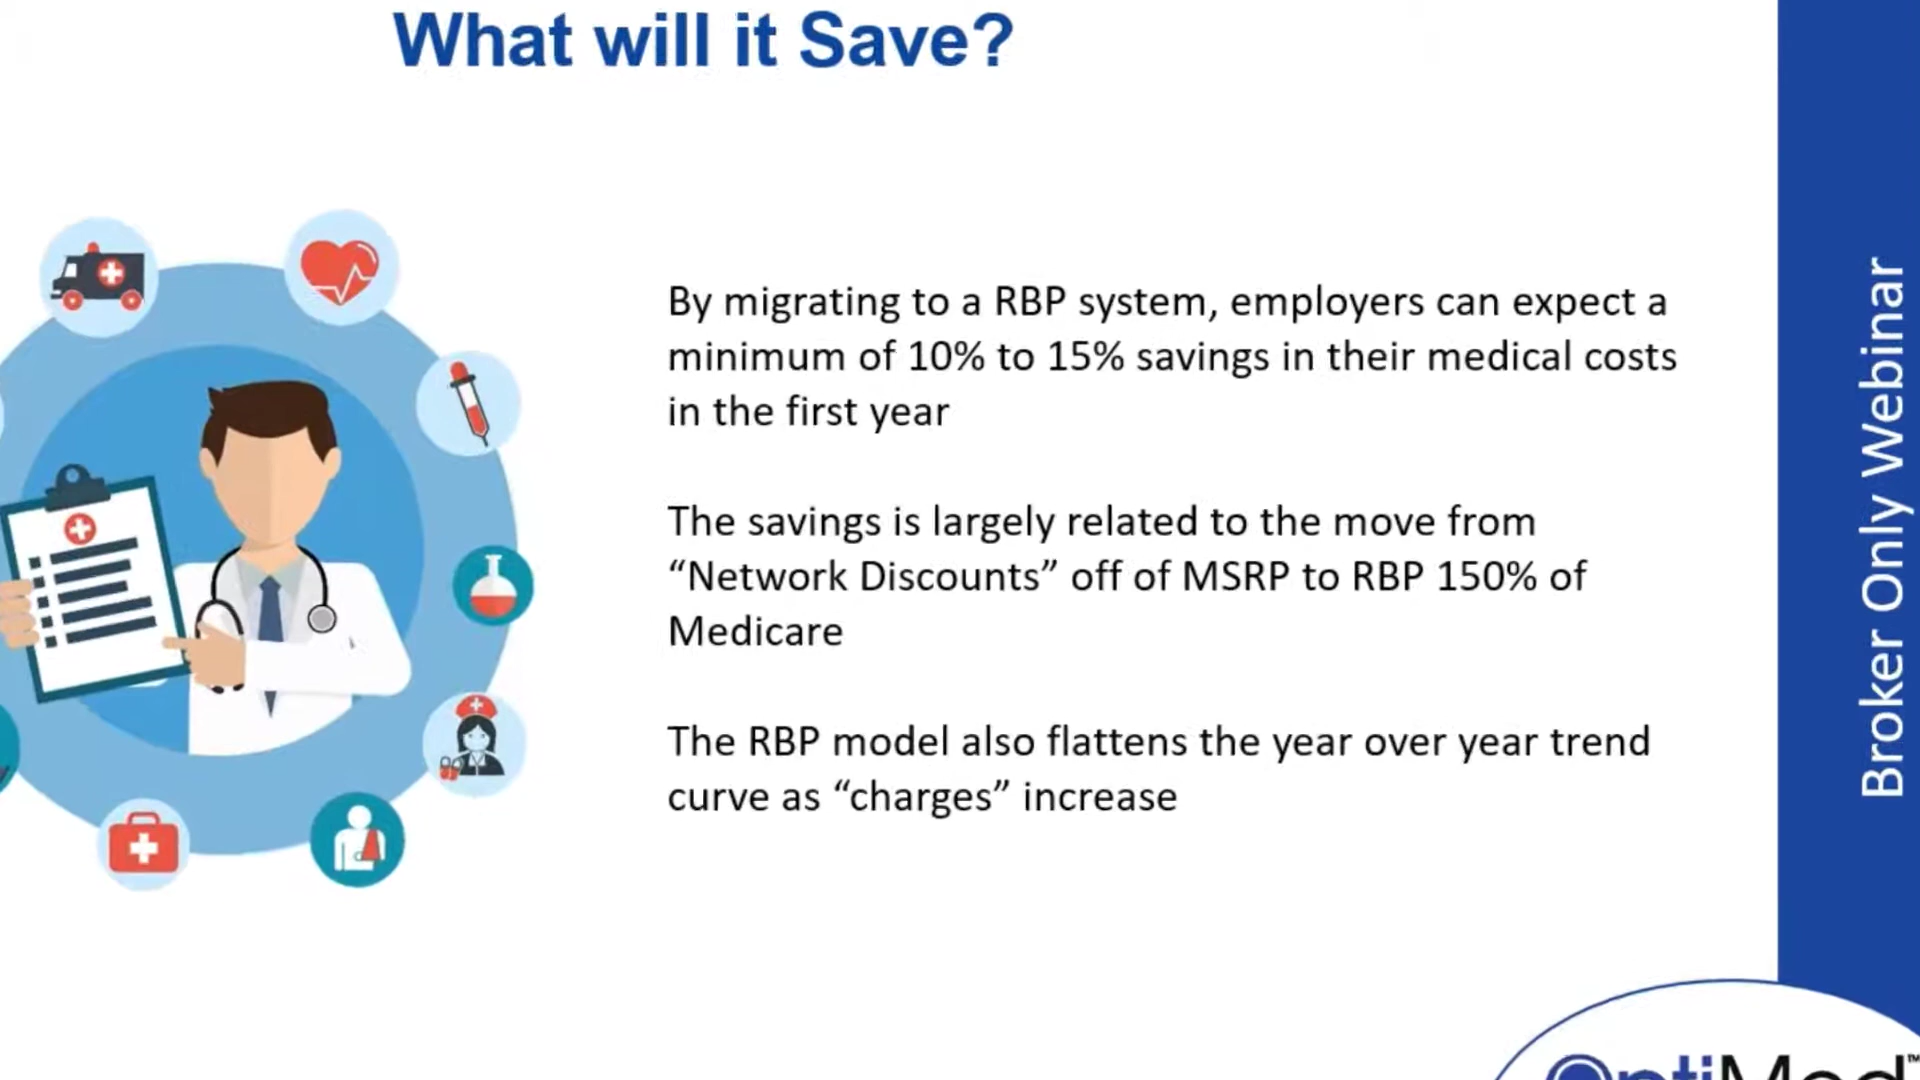 What will it Save?
By migrating to a RBP system, employers can expect a
minimum of 10% to 15% savings in their medical costs
in the first year
The savings is largely related to the move from
“Network Discounts” off of MSRP to RBP 150% of
Medicare
The RBP model also flattens the year over year trend
curve as “charges” increase
Broker Only Webinar
OptiMed™